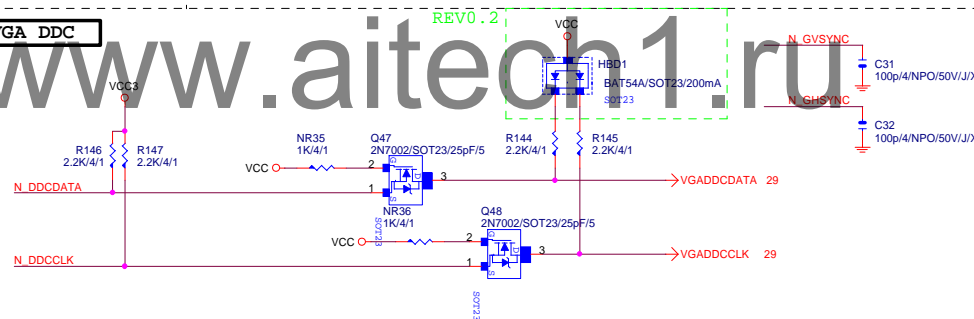 REV0.2
VGA DDC
www.aitech1.ru
VCC
N_GVSYNC
C31
100p/4/NPO/50V/J/X
HBD1
BAT54A/SOT23/200mA
SOT23
VCC3
N_GHSYNC
C32
100p/4/NPO/50V/J/X
R146
2.2K/4/1
R147
2.2K/4/1
NR35
1K/4/1
Q47
2N7002/SOT23/25pF/5
R144
2.2K/4/1
R145
2.2K/4/1
VCC
2
G
D
S
1
3
N_DDCDATA
VGADDCDATA 29
SOT23
NR36
1K/4/1
Q48
2N7002/SOT23/25pF/5
VCC
2
G
D
S
1
3
N_DDCCLK
VGADDCCLK 29
SOT23